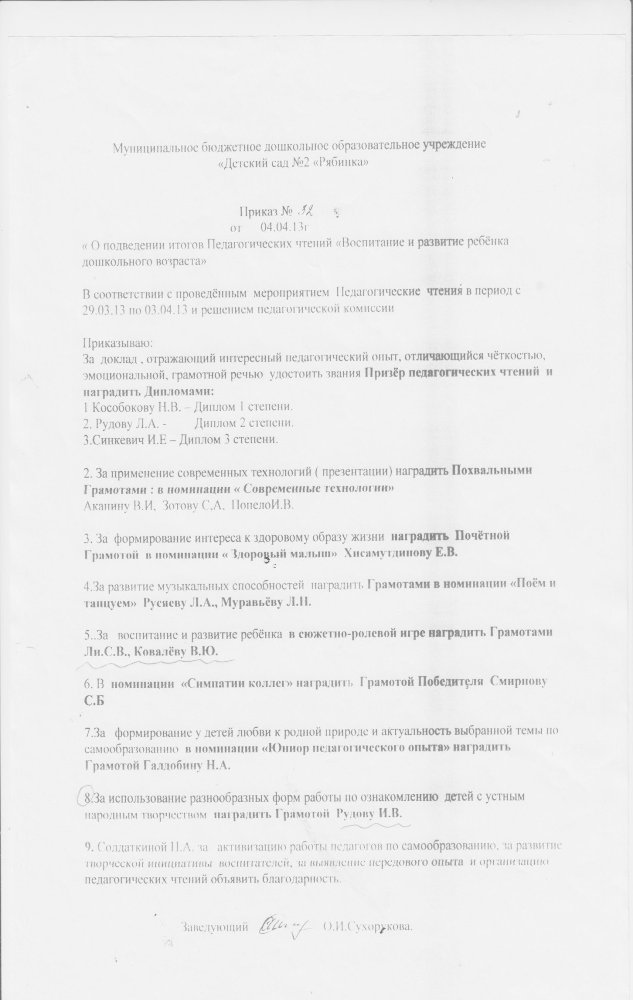 Муниципальное бюджетное дошкольное образовательное учреждение
«Детский сад №2 «Рябинка»
Приказ № 32
от 04.04.13г
« О подведении итогов Педагогических чтений «Воспитание и развитие ребёнка
дошкольного возраста»
В соответствии с проведённым мероприятием Педагогические чтения в период с
29.03.13 по 03.04.13 и решением педагогической комиссии
Приказываю:
За доклад , отражающий интересный педагогический опыт, отличающийся чёткостью,
эмоциональной, грамотной речью удостоить звания Призёр педагогических чтений и
наградить Дипломами:
1 Кособокову Н.В. – Диплом 1 степени.
2. Рудову Л.А. - Диплом 2 степени.
3.Синкевич И.Е – Диплом 3 степени.
2. За применение современных технологий ( презентации) наградить Похвальными
Грамотами : в номинации « Современные технологии»
Аканину В.И, Зотову С,А, ПопелоИ.В.
3. За формирование интереса к здоровому образу жизни наградить Почётной
Грамотой в номинации « Здоровый малыш» Хисамутдинову Е.В.
4.За развитие музыкальных способностей наградить Грамотами в номинации «Поём и
танцуем» Русяеву Л.А., Муравьёву Л.Н.
5..За воспитание и развитие ребёнка в сюжетно-ролевой игре наградить Грамотами
Ли.С.В., Ковалёву В.Ю.
6. В номинации «Симпатии коллег» наградить Грамотой Победителя Смирнову
С.Б
7.За формирование у детей любви к родной природе и актуальность выбранной темы по
самообразованию в номинации «Юниор педагогического опыта» наградить
Грамотой Галдобину Н.А.
8.За использование разнообразных форм работы по ознакомлению детей с устным
народным творчеством наградить Грамотой Рудову И.В.
9. Солдаткиной Н.А. за активизацию работы педагогов по самообразованию, за развитие
творческой инициативы воспитателей, за выявление передового опыта и организацию
педагогических чтений объявить благодарность.
Заведующий О.И.Сухорукова.